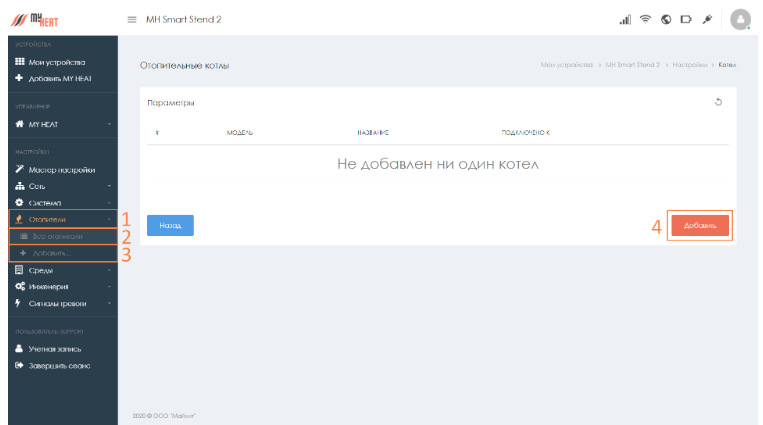 MYHEAT
MH Smart Stend 2
УСТРОЙСТВА
Мои устройства
Добавить MY HEAT
УПРАВЛЕНИЕ
MY HEAT
НАСТРОЙКИ
Мастер настройки
Сеть
Система
Отопители
1
Все отопители
2
Добавить...
3
Среды
Инженерия
Сигналы тревоги
ПОЛЬЗОВАТЕЛЬ: SUPPORT
Учетная запись
Завершить сеанс
Отопительные котлы
Мои устройства > MH Smart Stend 2 > Настройки > Котлы
Параметры
# МОДЕЛЬ НАЗВАНИЕ ПОДКЛЮЧЕНО К
Не добавлен ни один котел
Назад
4
Добавить
2020 © ООО "Майхит"